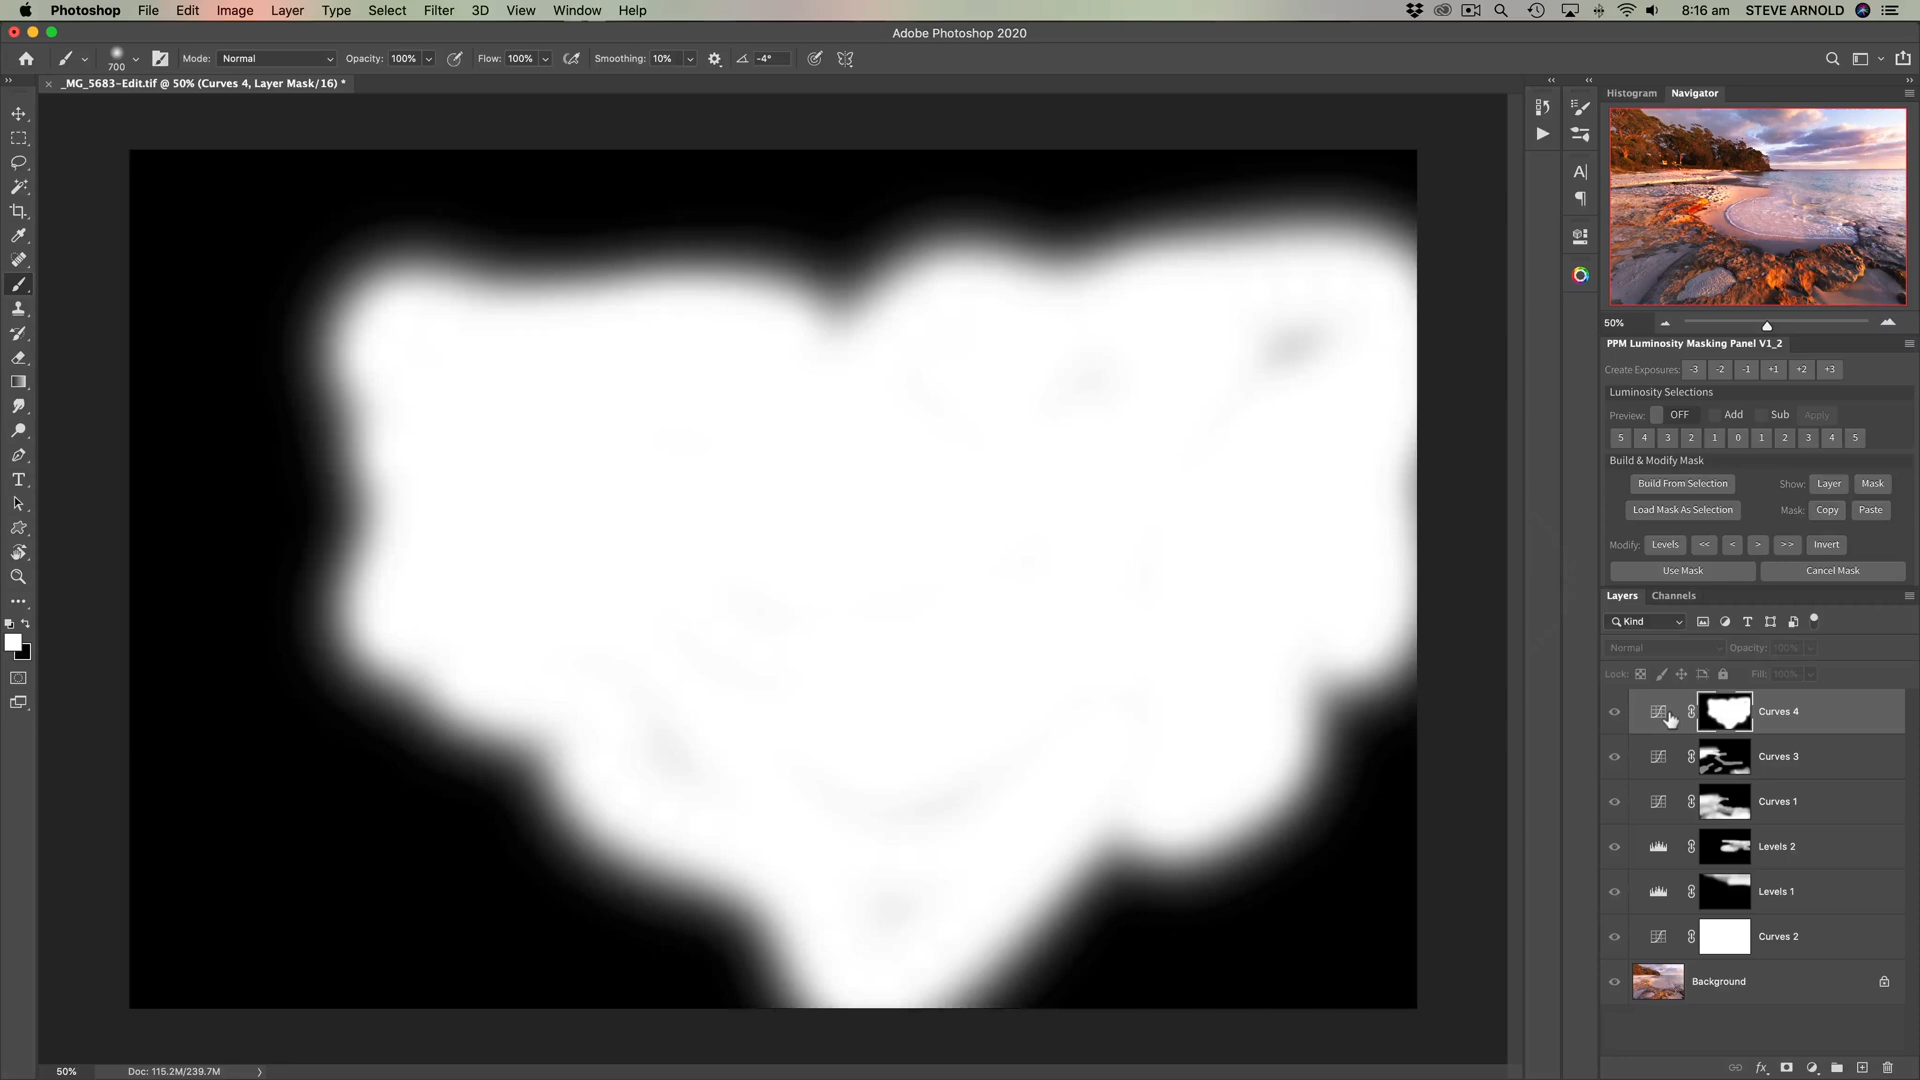 Photoshop File Edit Image Layer Type Select Filter 3D View Window Help 8:16 am STEVE ARNOLD
Adobe Photoshop 2020
700 Mode: Normal Opacity: 100% Flow: 100% Smoothing: 10% -4°
_MG_5683-Edit.tif @ 50% (Curves 4, Layer Mask/16) *
Histogram Navigator
50%
PPM Luminosity Masking Panel V1_2
Create Exposures: -3 -2 -1 +1 +2 +3
Luminosity Selections
Preview: OFF Add Sub Apply
5 4 3 2 1 0 1 2 3 4 5
Build & Modify Mask
Build From Selection Show: Layer Mask
Load Mask As Selection Mask: Copy Paste
Modify: Levels << < > >> Invert
Use Mask Cancel Mask
Layers Channels
Kind
Normal Opacity: 100%
Lock: Fill: 100%
Curves 4
Curves 3
Curves 1
Levels 2
Levels 1
Curves 2
Background
50% Doc: 115.2M/239.7M